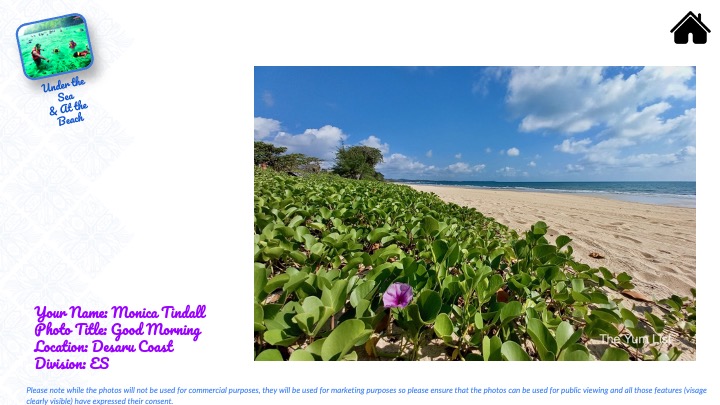 Under the
Sea
& At the
Beach
The Yum List
Your Name: Monica Tindall
Photo Title: Good Morning
Location: Desaru Coast
Division: ES
Please note while the photos will not be used for commercial purposes, they will be used for marketing purposes so please ensure that the photos can be used for public viewing and all those features (visage
clearly visible) have expressed their consent.